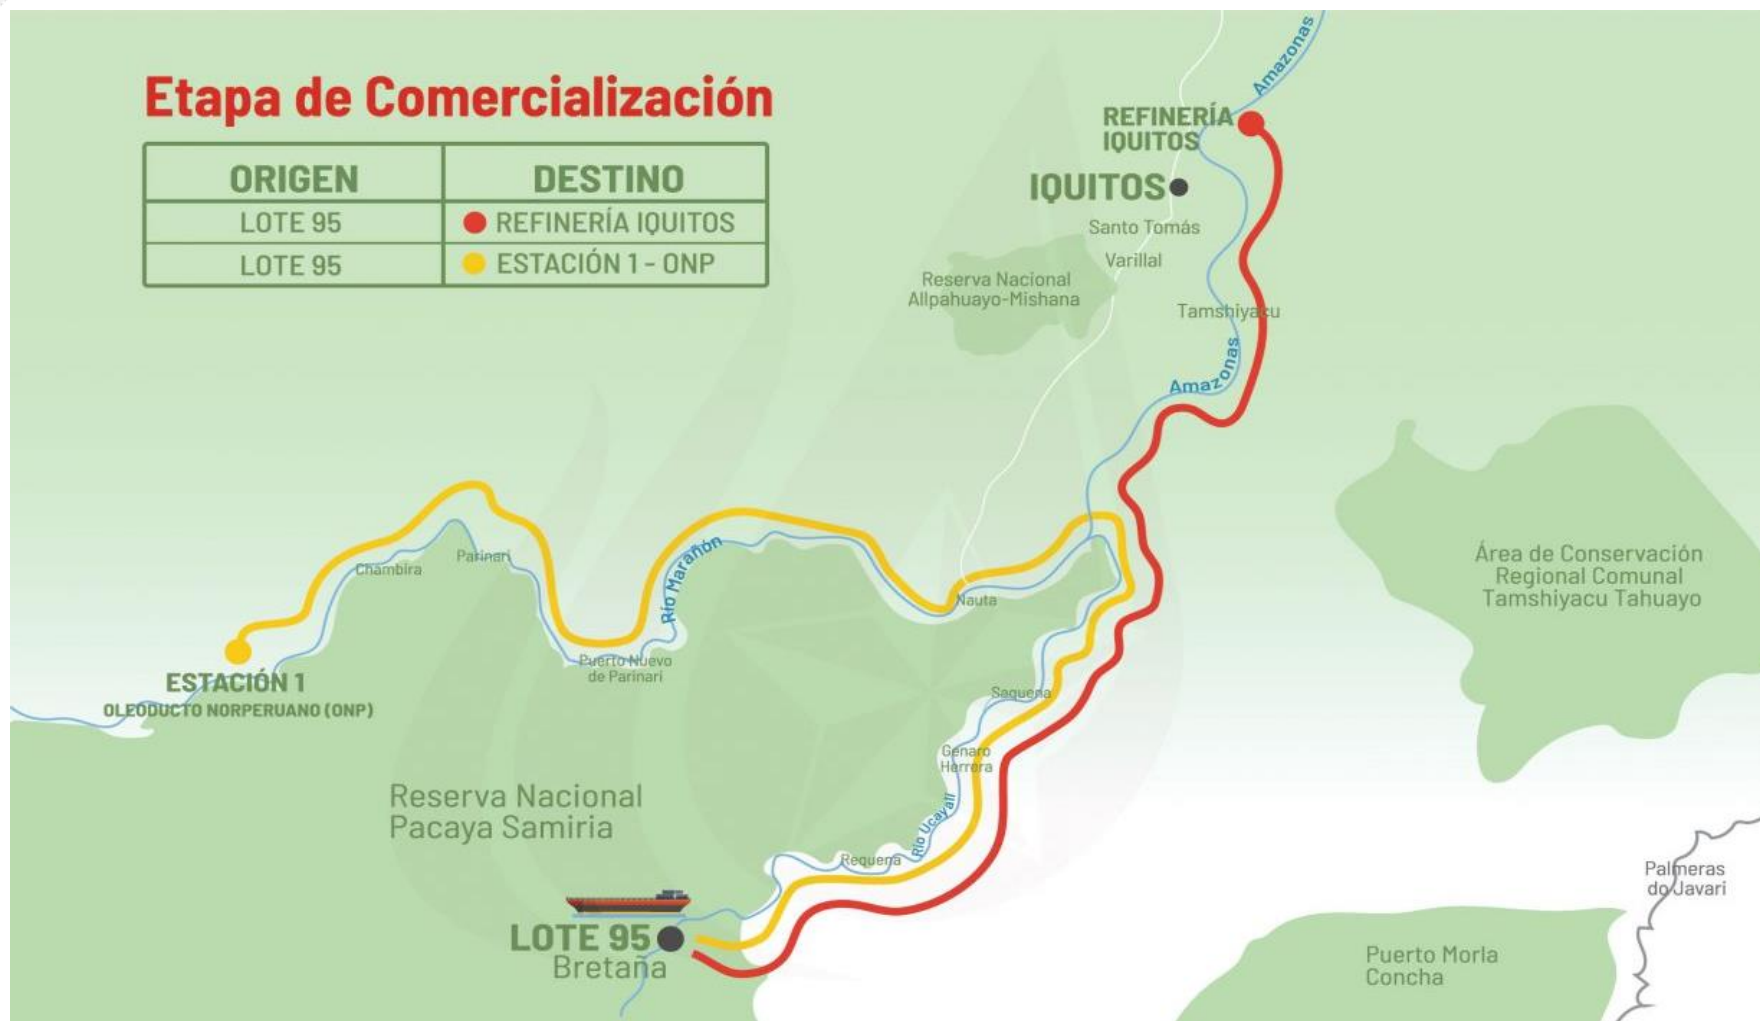 Etapa de Comercialización
ORIGEN DESTINO
LOTE 95 REFINERÍA IQUITOS
LOTE 95 ESTACIÓN 1 - ONP
Amazonas
REFINERÍA
IQUITOS
IQUITOS
Santo Tomás
Varillal
Reserva Nacional
Allpahuayo-Mishana
Tamshiyacu
Amazonas
Área de Conservación
Regional Comunal
Tamshiyacu Tahuayo
Parinari
Chambira
Río Marañón
Nauta
Puerto Nuevo
de Parinari
ESTACIÓN 1
OLEODUCTO NORPERUANO (ONP)
Saquena
Genaro
Herrera
Río Ucayali
Requena
Reserva Nacional
Pacaya Samiria
LOTE 95
Bretaña
Palmeras
do Javari
Puerto Morla
Concha